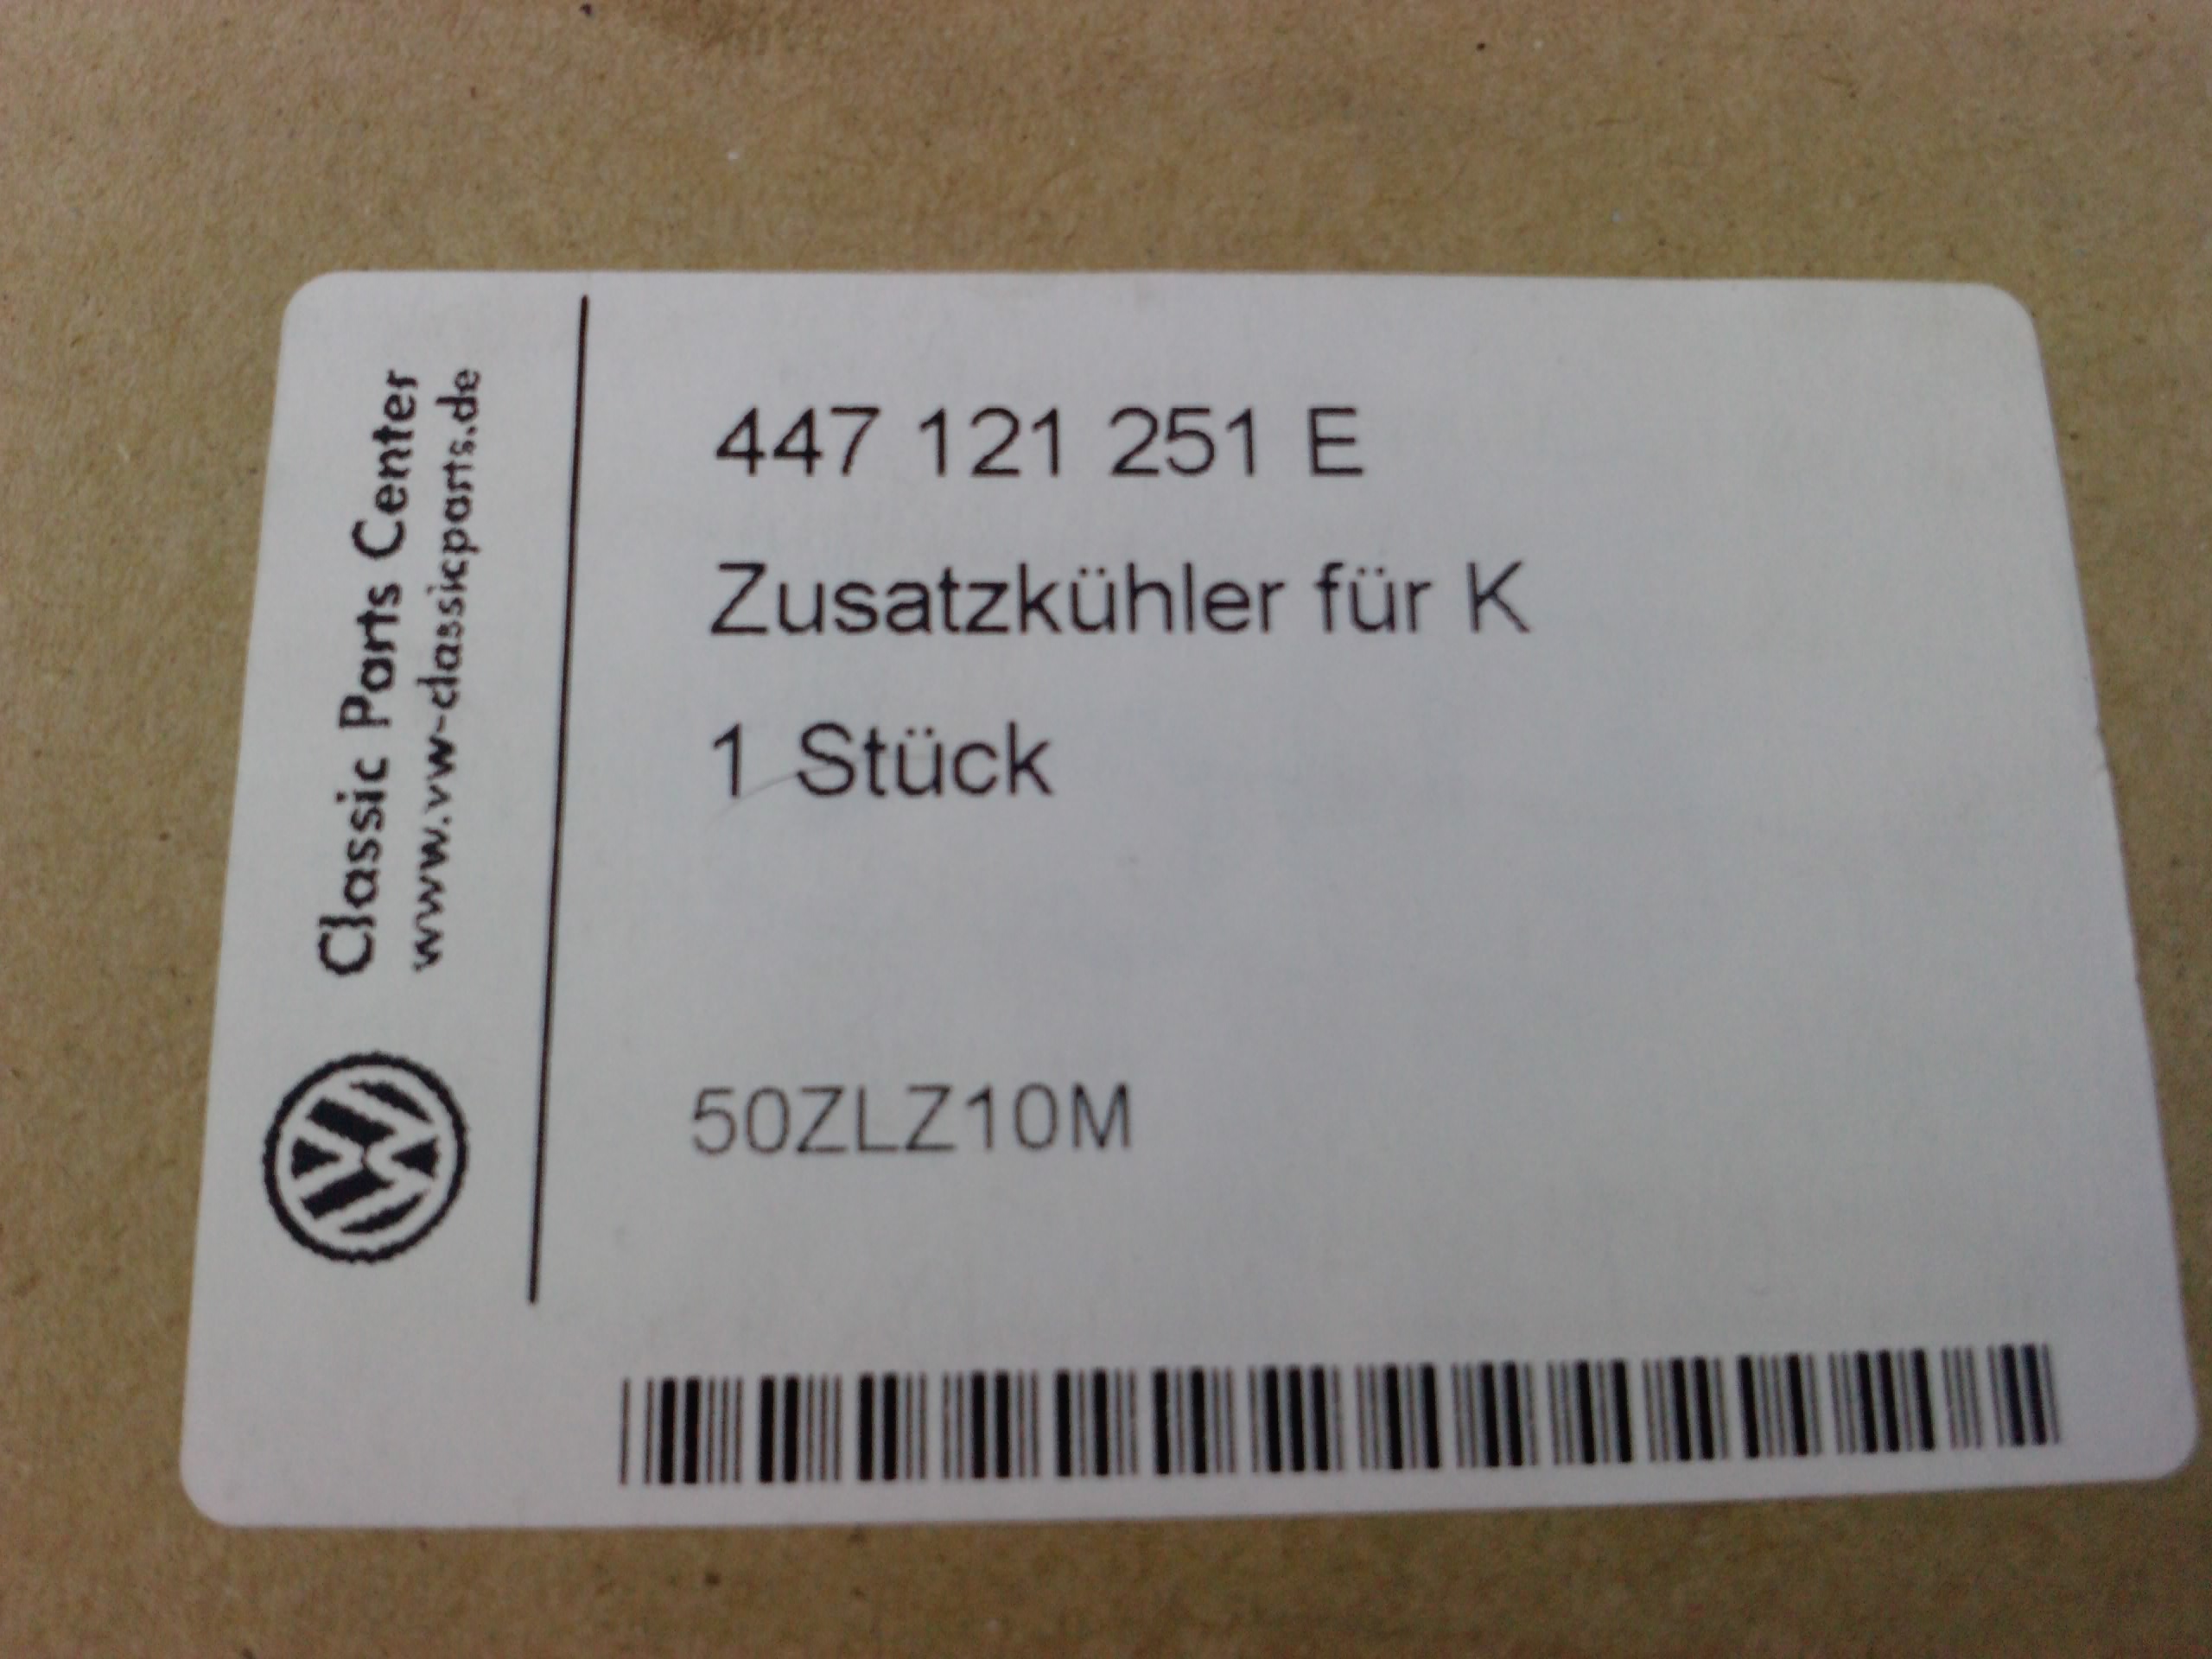 Classic Parts Center
www.vw-classicparts.de
447 121 251 E
Zusatzkühler für K
1 Stück
50ZLZ10M